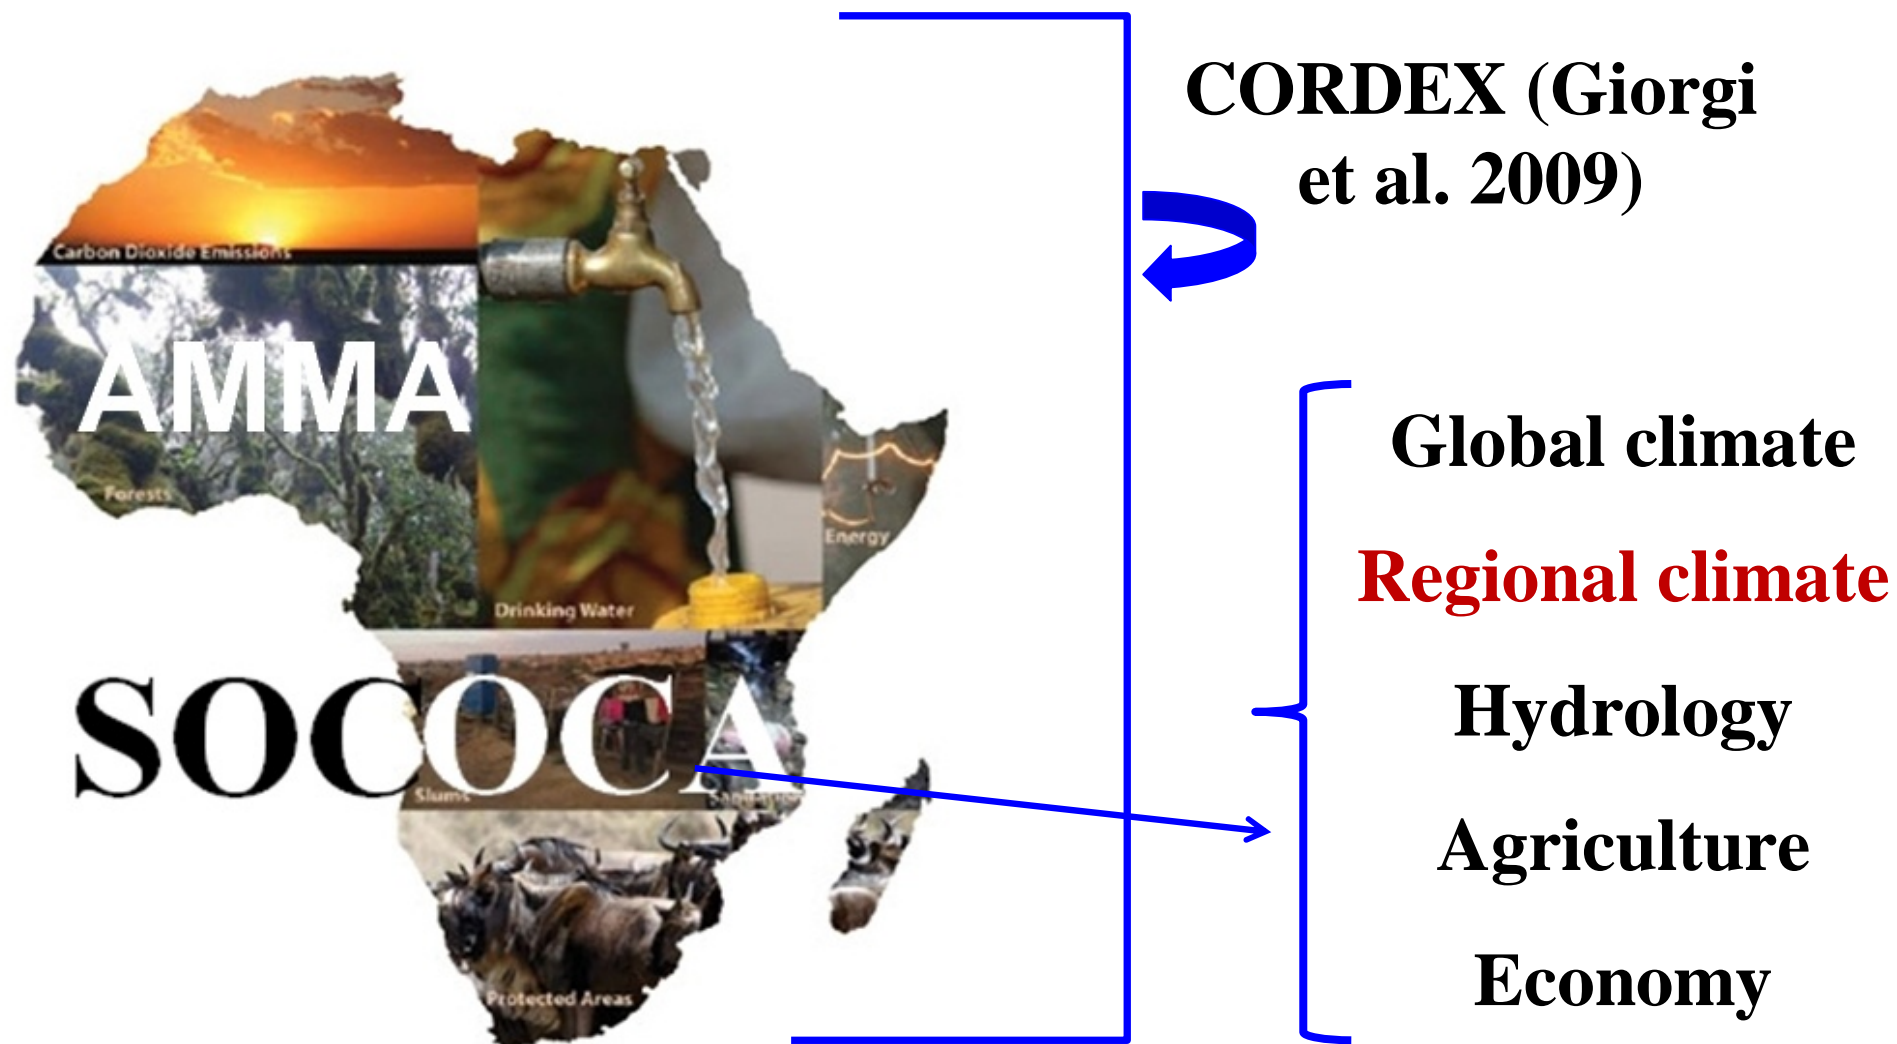 CORDEX (Giorgi
et al. 2009)
Carbon Dioxide Emissions
AMMA
Forests
Drinking Water
Energy
SOCOCA
Slums
Sanitation
Protected Areas
Global climate
Regional climate
Hydrology
Agriculture
Economy